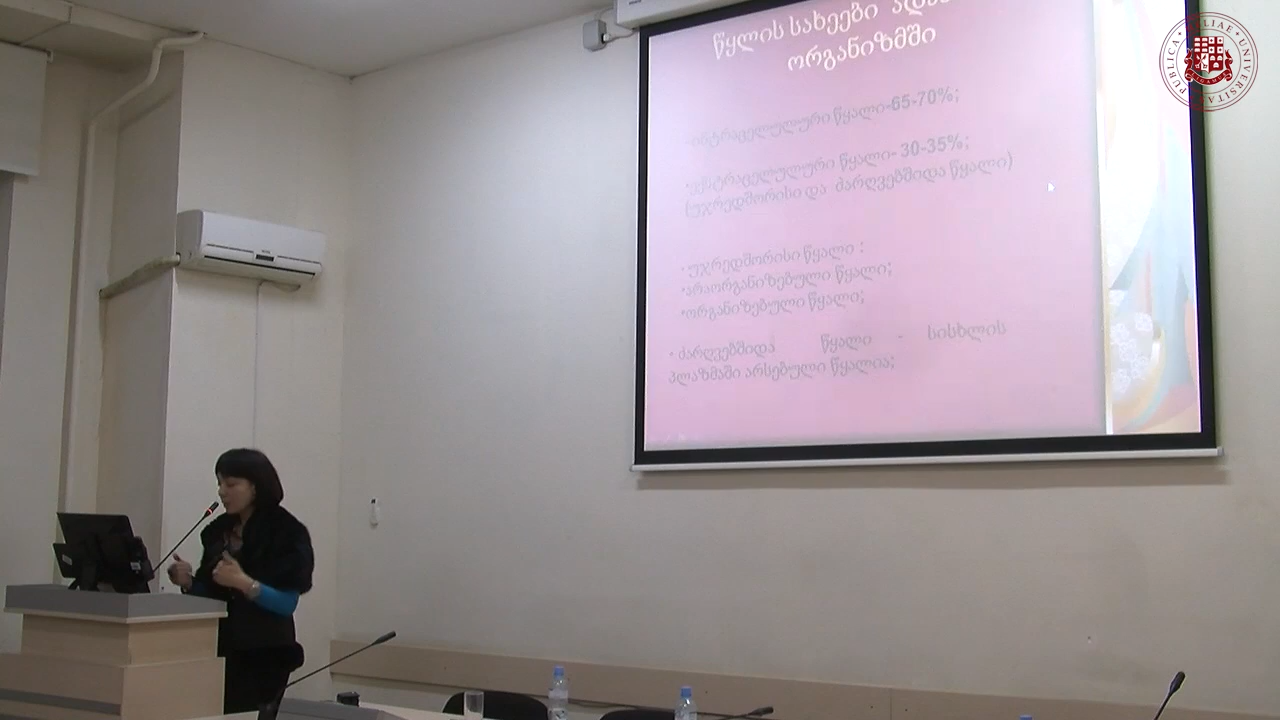 წყლის სახეები
ორგანიზმში
ინტრაცელულური წყალი-65-70%;
•ექსტრაცელულური წყალი- 30-35%;
(უჯრედშორისი და ძარღვებშიდა წყალი)
• უჯრედშორისი წყალი :
•არაორგანიზებული წყალი;
•ორგანიზებული წყალი;
• ძარღვებშიდა წყალი - სისხლის
პლაზმაში არსებული წყალია;